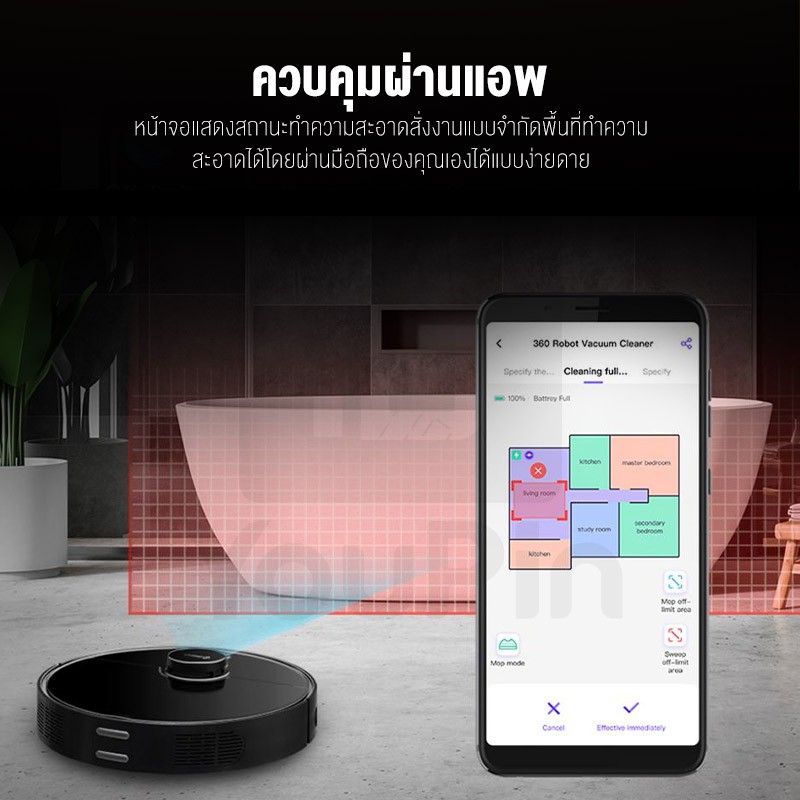 ควบคุมผ่านแอพ
หน้าจอแสดงสถานะทำความสะอาดสั่งงานแบบจำกัดพื้นที่ทำความ
สะอาดได้โดยผ่านมือถือของคุณเองได้แบบง่ายดาย
360 Robot Vacuum Cleaner
Specify the... Cleaning full... Specify
100% Battrey Full
kitchen master bedroom
living room
study room secondary
bedroom
kitchen
Mop off-
limit area
Mop mode
Sweep
off-limit
area
Cancel Effective immediately